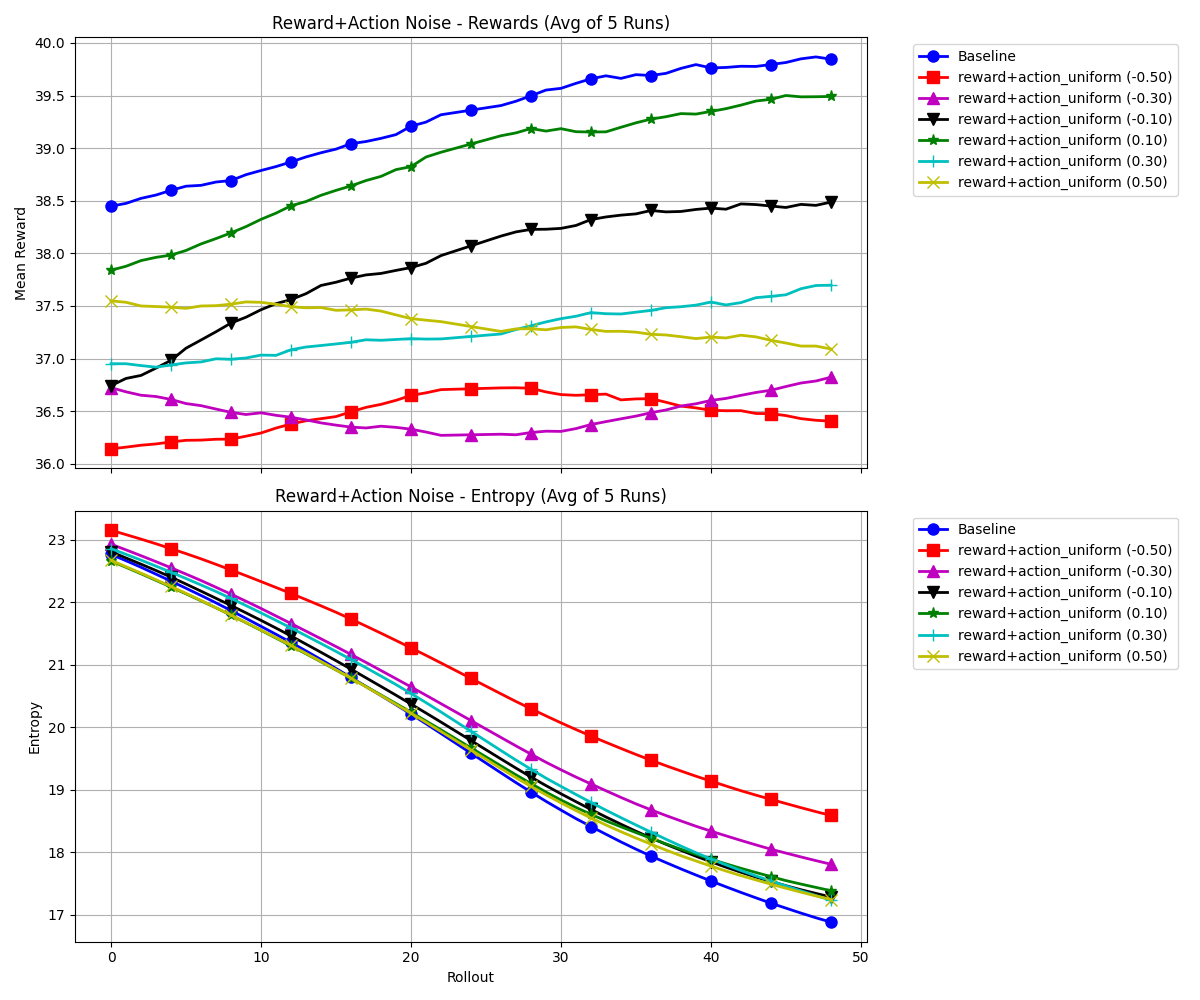 Reward+Action Noise - Rewards (Avg of 5 Runs)
40.0
39.5
39.0
38.5
38.0
37.5
37.0
36.5
36.0
Mean Reward
Baseline
reward+action_uniform (-0.50)
reward+action_uniform (-0.30)
reward+action_uniform (-0.10)
reward+action_uniform (0.10)
reward+action_uniform (0.30)
reward+action_uniform (0.50)
Reward+Action Noise - Entropy (Avg of 5 Runs)
23
22
21
20
19
18
17
Entropy
0 10 20 30 40 50
Rollout
Baseline
reward+action_uniform (-0.50)
reward+action_uniform (-0.30)
reward+action_uniform (-0.10)
reward+action_uniform (0.10)
reward+action_uniform (0.30)
reward+action_uniform (0.50)